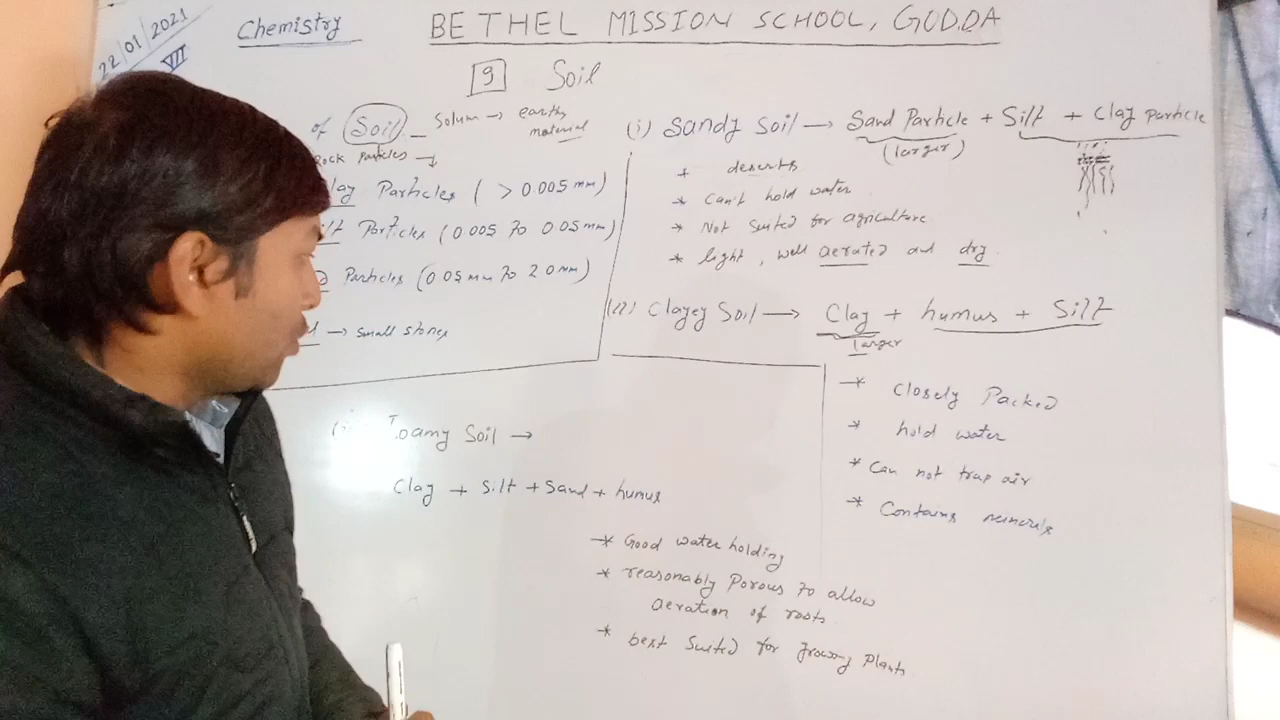 22/01/2021
VII
Chemistry
BETHEL MISSION SCHOOL, GODDA
9 Soil
of Soil - Solum → earthy
material
Rock Particles →
lay Particles ( > 0.005 mm)
ilt Particles (0.005 to 0.05 mm)
d Particles (0.05 mm to 2.0 mm)
l → small stones
(i) Sandy Soil → Sand Particle + Silt + Clay particle
(larger)
* deserts
* Can't hold water
* Not suited for agriculture
* light, well aerated and dry
(ii) Clayey Soil → Clay + humus + Silt
larger
* Closely Packed
* hold water
* Can not trap air
* Contains minerals
Loamy Soil →
Clay + Silt + Sand + humus
* Good water holding
* reasonably Porous to allow
aeration of roots
* best suited for growing Plants